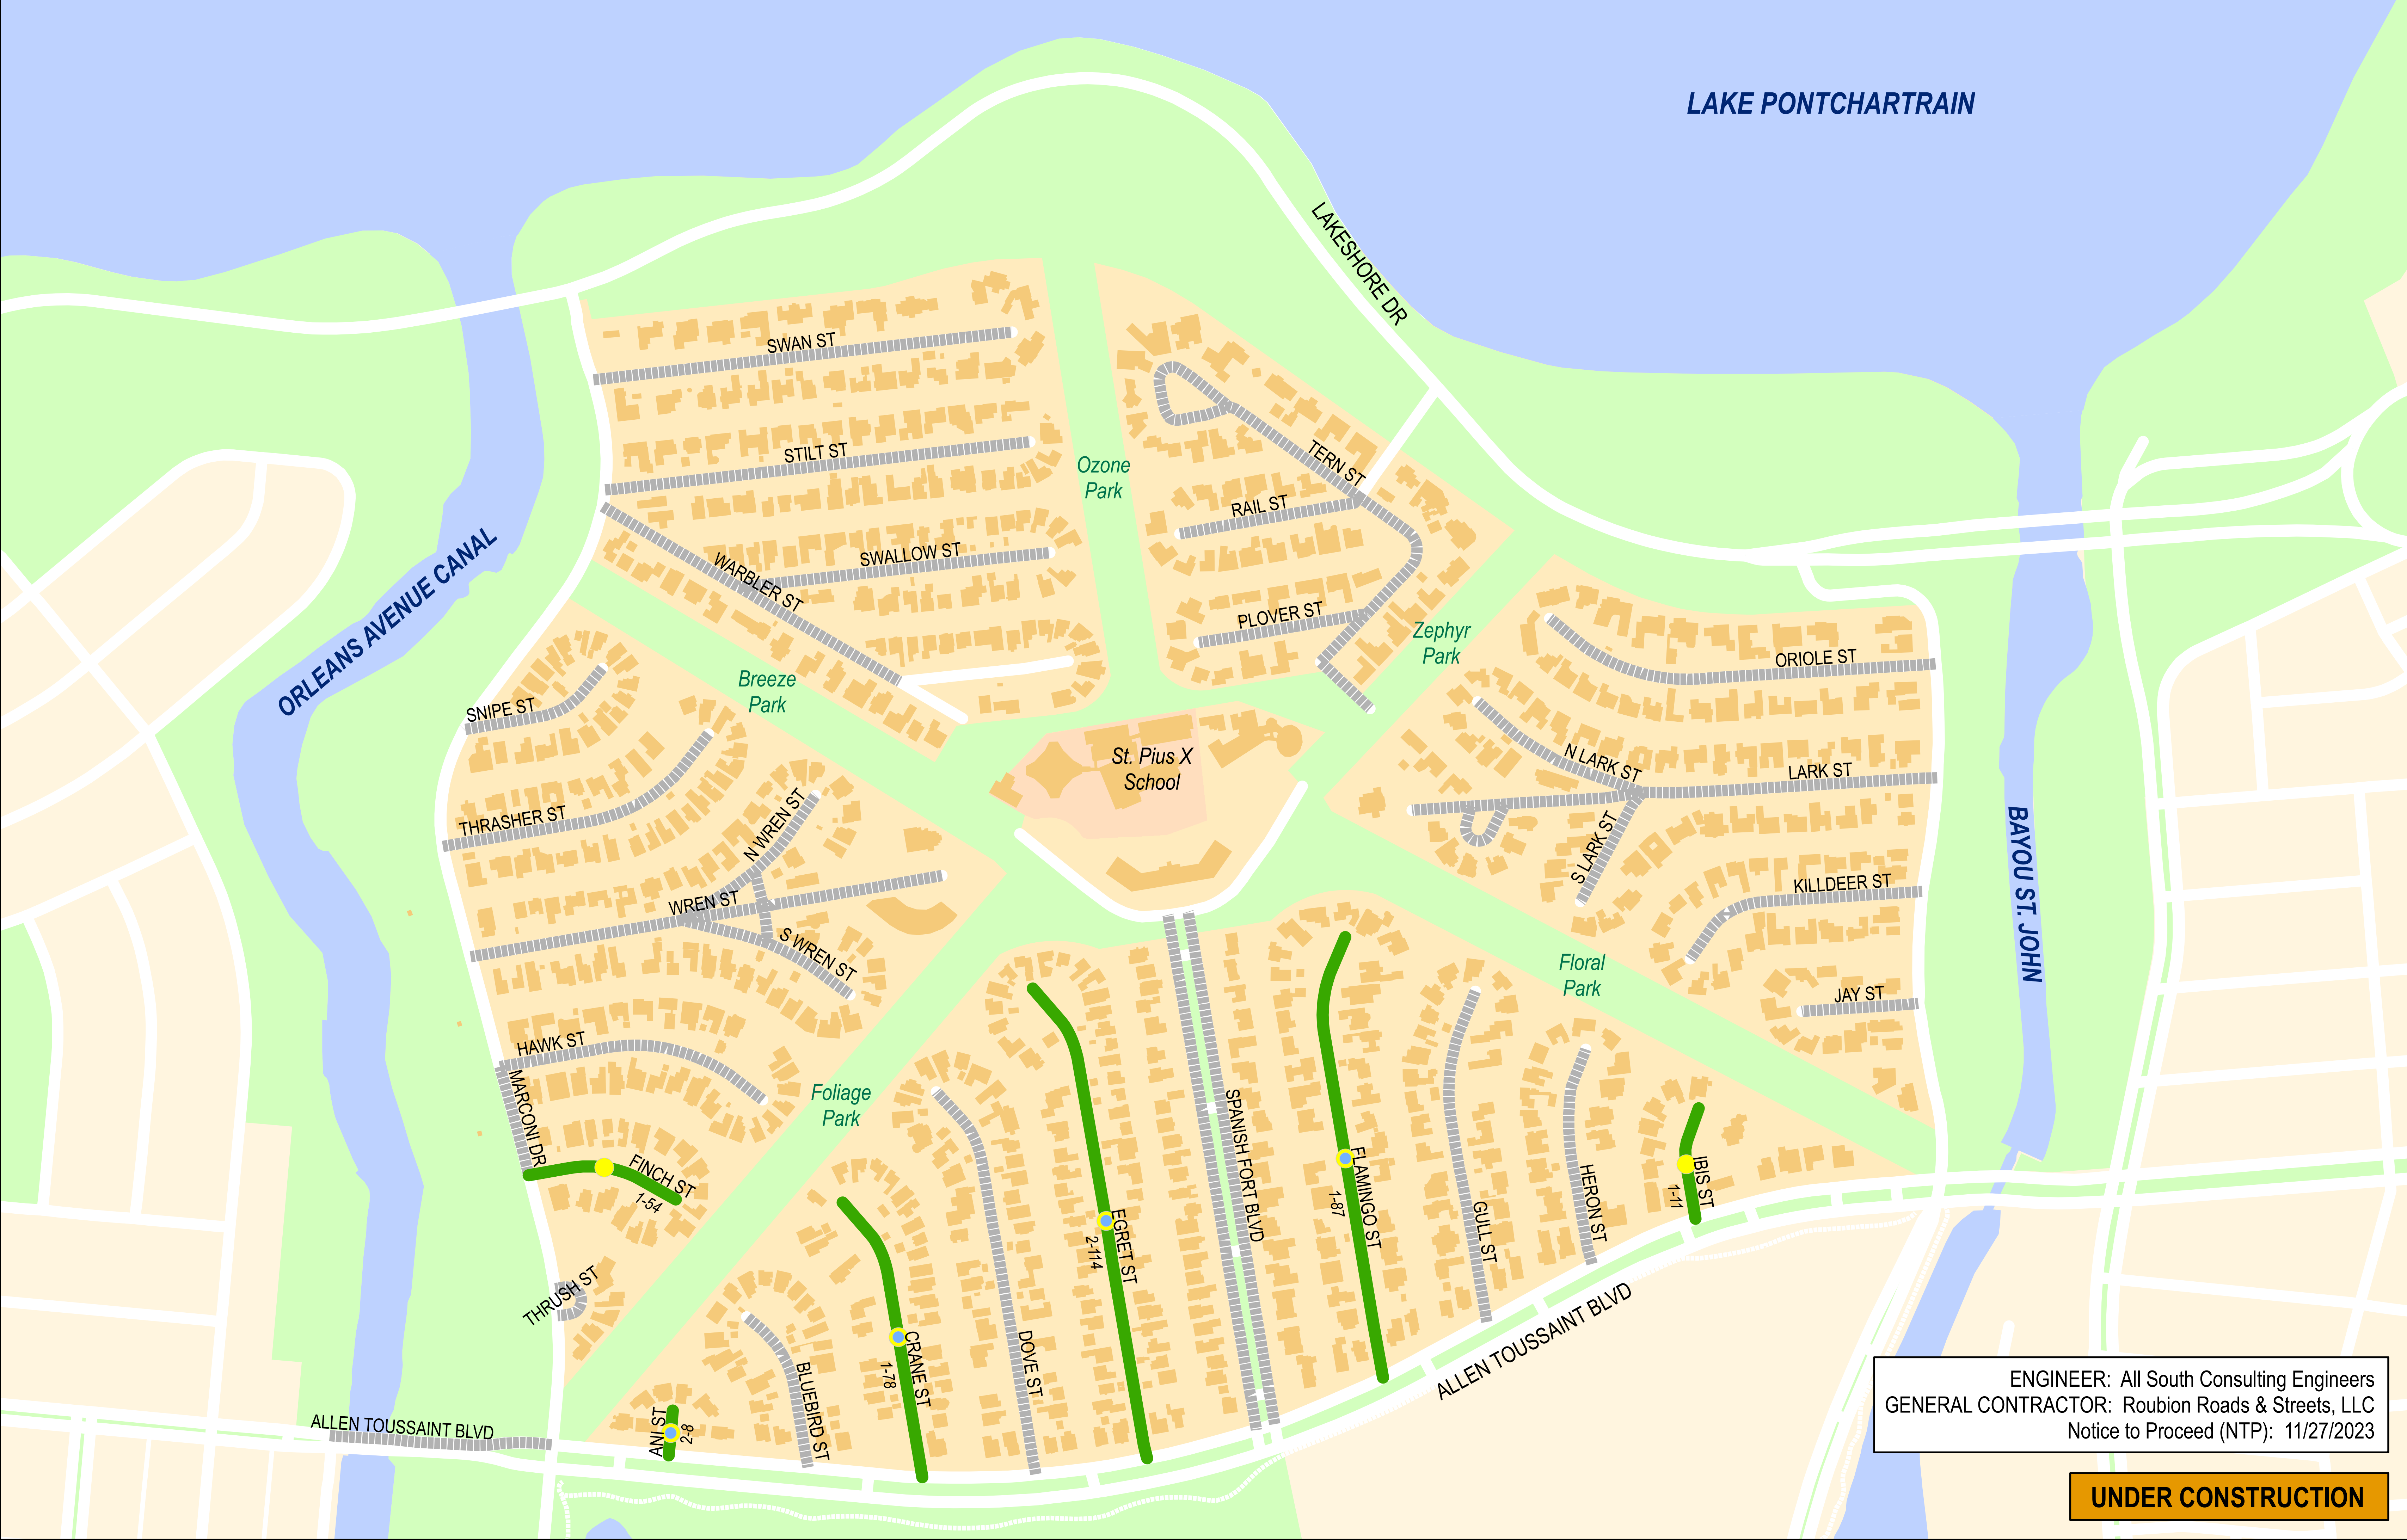 LAKE PONTCHARTRAIN
LAKESHORE DR
SWAN ST
STILT ST
Ozone
Park
TERN ST
RAIL ST
ORLEANS AVENUE CANAL
SWALLOW ST
WARBLER ST
PLOVER ST
Zephyr
Park
ORIOLE ST
Breeze
Park
SNIPE ST
St. Pius X
School
N LARK ST
LARK ST
THRASHER ST
N WREN ST
S LARK ST
BAYOU ST. JOHN
KILLDEER ST
WREN ST
S WREN ST
Floral
Park
JAY ST
HAWK ST
MARCONI DR
Foliage
Park
SPANISH FORT BLVD
FINCH ST
1-54
FLAMINGO ST
1-87
IBIS ST
1-11
HERON ST
GULL ST
EGRET ST
2-114
THRUSH ST
CRANE ST
1-78
DOVE ST
BLUEBIRD ST
ANI ST
2-8
ALLEN TOUSSAINT BLVD
ALLEN TOUSSAINT BLVD
ENGINEER: All South Consulting Engineers
GENERAL CONTRACTOR: Roubion Roads & Streets, LLC
Notice to Proceed (NTP): 11/27/2023
UNDER CONSTRUCTION